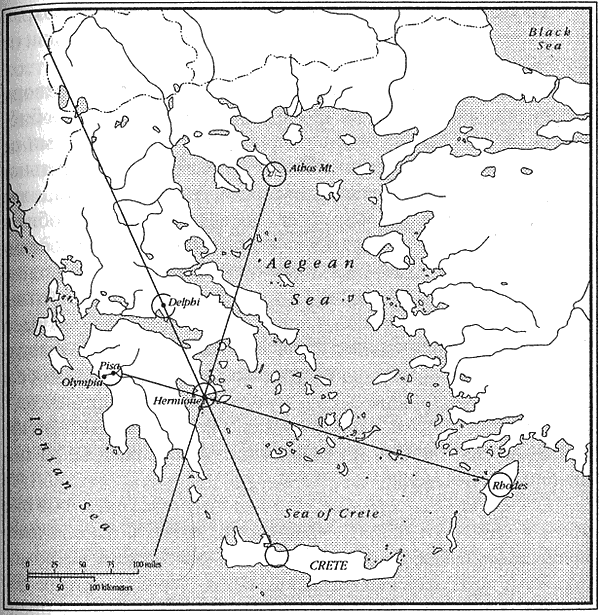 Black
Sea
Athos Mt.
Aegean
Sea
Delphi
Pisa
Olympia
Hermione
Ionian Sea
Rhodes
Sea of Crete
CRETE
0 50 75 100 miles
0 50 100 kilometers